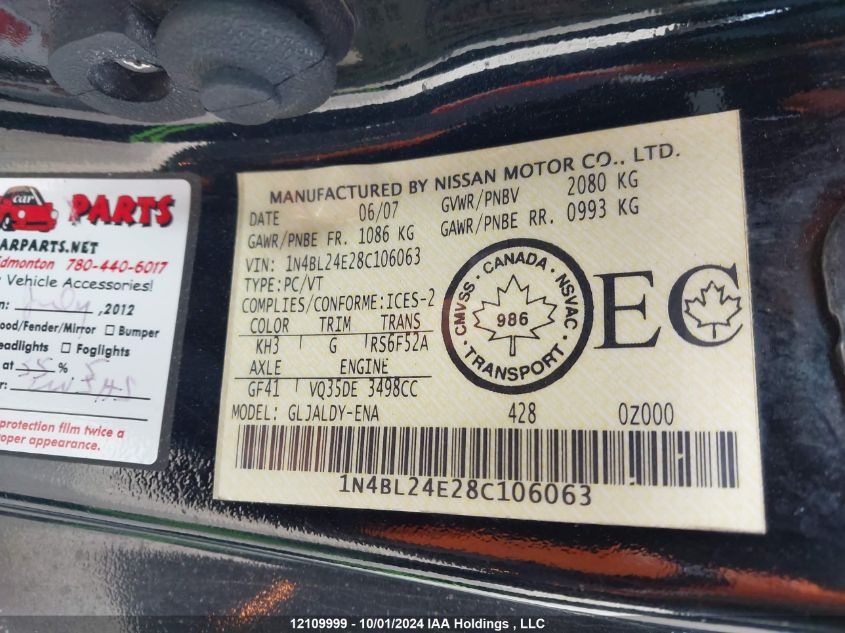 MANUFACTURED BY NISSAN MOTOR CO., LTD.
DATE 06/07 GVWR/PNBV 2080 KG
GAWR/PNBE FR. 1086 KG GAWR/PNBE RR. 0993 KG
VIN: 1N4BL24E28C106063
TYPE: PC/VT
COMPLIES/CONFORME: ICES-2
COLOR TRIM TRANS
KH3 G RS6F52A
AXLE ENGINE
GF41 VQ35DE 3498CC
MODEL: GLJALDY-ENA 428 0Z000
CMVSS · CANADA · NSVAC
986
· TRANSPORT ·
EC
1N4BL24E28C106063
car
PARTS
ARPARTS.NET
dmonton 780-440-6017
Vehicle Accessories!
n: July, 2012
ood/Fender/Mirror Bumper
eadlights Foglights
at %
protection film twice a
oper appearance.
12109999 - 10/01/2024 IAA Holdings , LLC